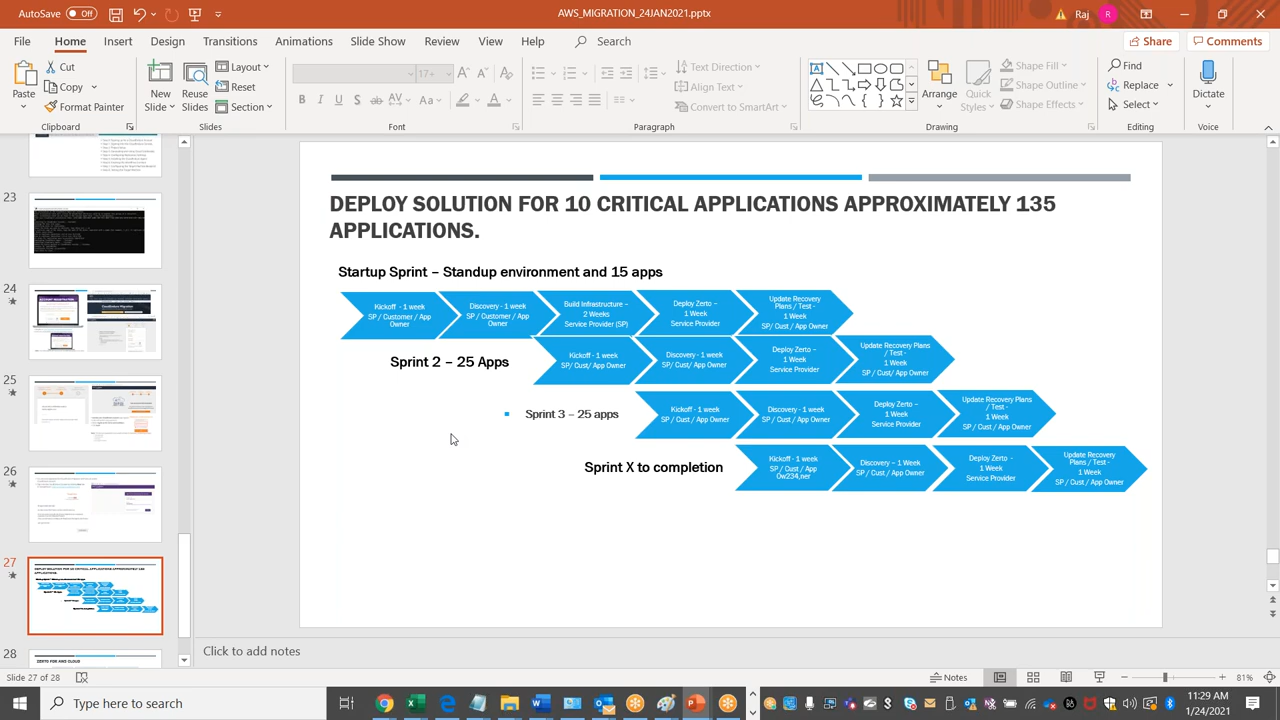 AutoSave Off
AWS_MIGRATION_24JAN2021.pptx
Raj R
File Home Insert Design Transitions Animations Slide Show Review View Help Search
Share Comments
Paste Cut Copy Format Painter
New Slide Reuse Slides Layout Reset Section
17+
Text Direction Align Text Convert to SmartArt
Arrange Quick Styles Shape Fill Shape Outline Shape Effects
Find Replace Select
Dictate
Clipboard Slides Font Paragraph Drawing Editing Voice
23
24
25
26
27
28
ZERTO FOR AWS CLOUD
DEPLOY SOLUTION FOR 10 CRITICAL APPLICATIONS APPROXIMATELY 135
APPLICATIONS.
Startup Sprint – Standup environment and 15 apps
Kickoff - 1 week
SP / Customer / App
Owner
Discovery - 1 week
SP / Customer / App
Owner
Build Infrastructure –
2 Weeks
Service Provider (SP)
Deploy Zerto –
1 Week
Service Provider
Update Recovery
Plans / Test -
1 Week
SP/ Cust / App Owner
Sprint 2 – 25 Apps
Kickoff - 1 week
SP/ Cust/ App Owner
Discovery - 1 week
SP/ Cust/ App Owner
Deploy Zerto –
1 Week
Service Provider
Update Recovery Plans
/ Test -
1 Week
SP / Cust / App Owner
Sprint 3 – 25 apps
Kickoff - 1 week
SP / Cust / App Owner
Discovery - 1 week
SP / Cust / App Owner
Deploy Zerto –
1 Week
Service Provider
Update Recovery Plans
/ Test -
1 Week
SP / Cust / App Owner
Sprint X to completion
Kickoff - 1 week
SP / Cust / App
Ow234,ner
Discovery – 1 Week
SP / Cust / App Owner
Deploy Zerto -
1 Week
Service Provider
Update Recovery
Plans / Test -
1 Week
SP / Cust / App Owner
Click to add notes
Slide 27 of 28
Notes
81%
Type here to search
11:29 AM
1/24/2021